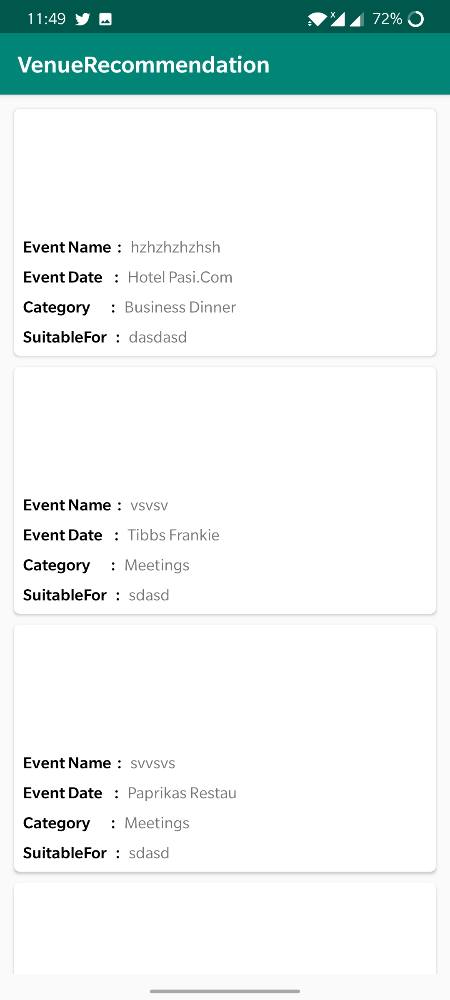 11:49 72%
VenueRecommendation
Event Name : hzhzhzhzhsh
Event Date : Hotel Pasi.Com
Category : Business Dinner
SuitableFor : dasdasd
Event Name : vsvsv
Event Date : Tibbs Frankie
Category : Meetings
SuitableFor : sdasd
Event Name : svvsvs
Event Date : Paprikas Restau
Category : Meetings
SuitableFor : sdasd